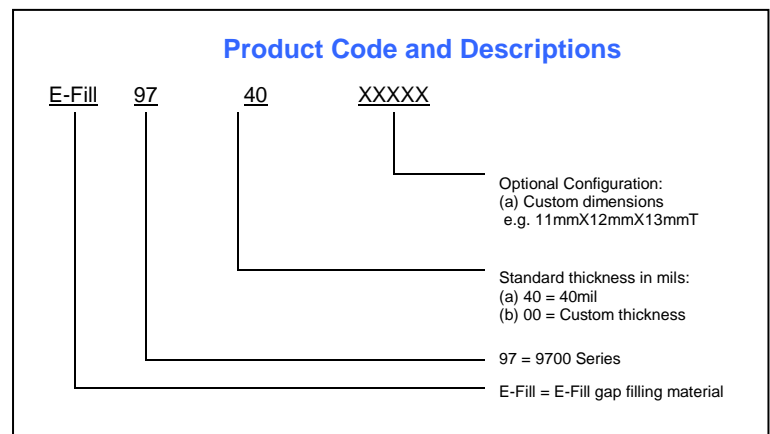 Product Code and Descriptions
E-Fill 97 40 XXXXX
Optional Configuration:
(a) Custom dimensions
e.g. 11mmX12mmX13mmT
Standard thickness in mils:
(a) 40 = 40mil
(b) 00 = Custom thickness
97 = 9700 Series
E-Fill = E-Fill gap filling material